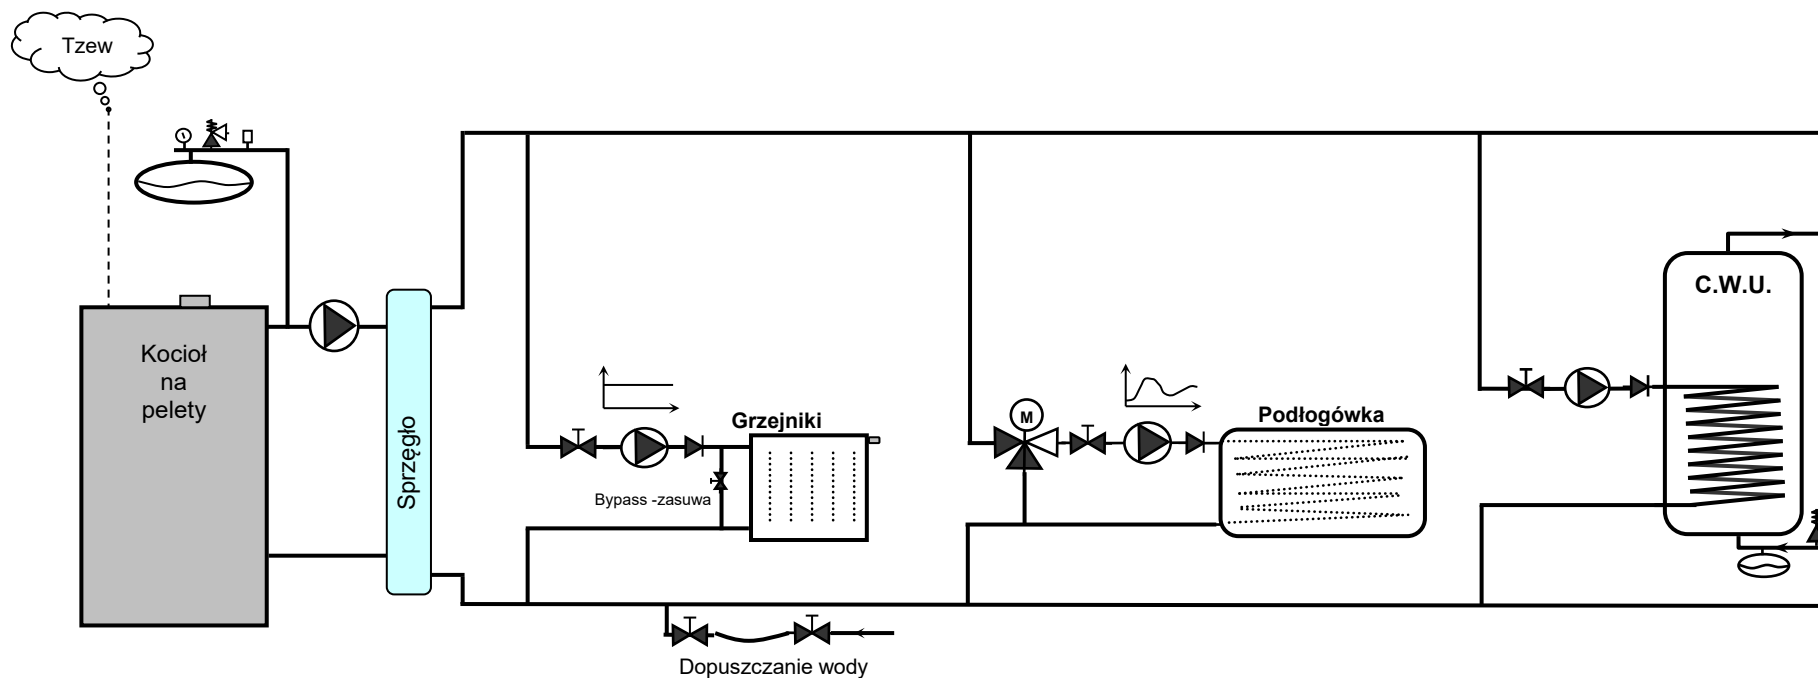 Tzew
Kocioł
na
pelety
Sprzęgło
Grzejniki
Bypass -zasuwa
M
Podłogówka
C.W.U.
Dopuszczanie wody